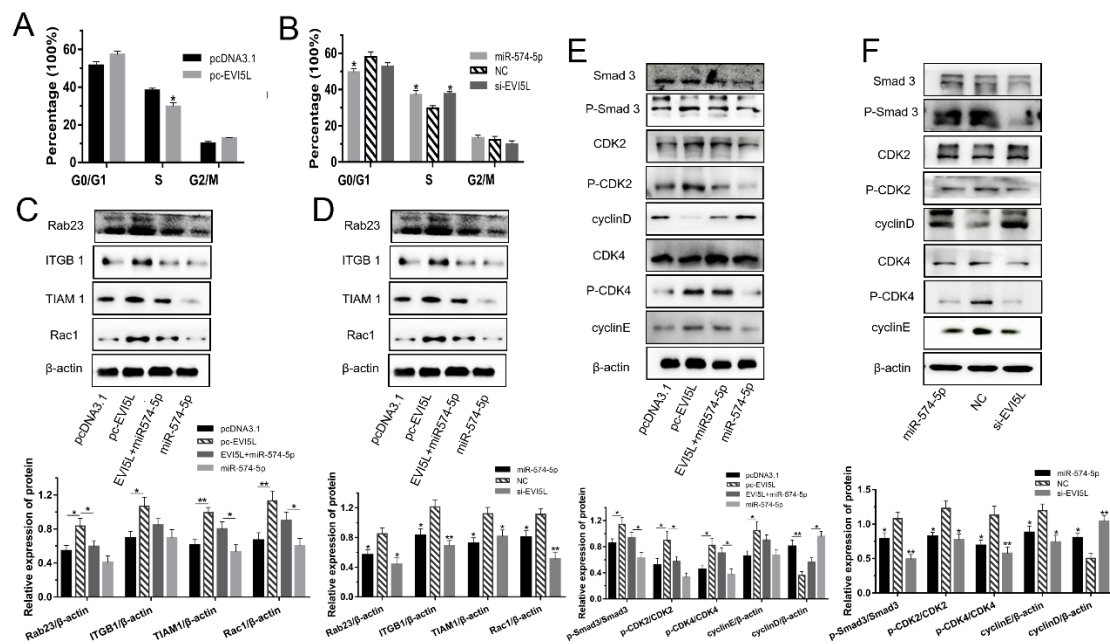 A
Percentage (100%)
60
40
20
0
G0/G1 S G2/M
*
pcDNA3.1
pc-EVI5L
B
Percentage (100%)
60
40
20
0
G0/G1 S G2/M
* * *
miR-574-5p
NC
si-EVI5L
C
Rab23
ITGB 1
TIAM 1
Rac1
β-actin
pcDNA3.1
pc-EVI5L
EVI5L+miR574-5p
miR-574-5p
D
Rab23
ITGB 1
TIAM 1
Rac1
β-actin
pcDNA3.1
pc-EVI5L
EVI5L+miR574-5p
miR-574-5p
E
Smad 3
P-Smad 3
CDK2
P-CDK2
cyclinD
CDK4
P-CDK4
cyclinE
β-actin
pcDNA3.1
pc-EVI5L
EVI5L+miR574-5p
miR-574-5p
F
Smad 3
P-Smad 3
CDK2
P-CDK2
cyclinD
CDK4
P-CDK4
cyclinE
β-actin
miR-574-5p
NC
si-EVI5L
Relative expression of protein
1.2
0.8
0.4
0.0
pcDNA3.1
pc-EVI5L
EVI5L+miR-574-5p
miR-574-5p
* * * ** * ** *
Rab23/β-actin
ITGB1/β-actin
TIAM1/β-actin
Rac1/β-actin
Relative expression of protein
1.2
0.8
0.4
0.0
miR-574-5p
NC
si-EVI5L
* * * ** * * * **
Rab23/β-actin
ITGB1/β-actin
TIAM1/β-actin
Rac1/β-actin
Relative expression of protein
1.2
0.8
0.4
0.0
pcDNA3.1
pc-EVI5L
EVI5L+miR-574-5p
miR-574-5p
* * * * * * * ** *
p-Smad3/Smad3
p-CDK2/CDK2
p-CDK4/CDK4
cyclinE/β-actin
cyclinD/β-actin
Relative expression of protein
1.2
0.8
0.4
0.0
miR-574-5p
NC
si-EVI5L
* ** * * * ** * * * **
p-Smad3/Smad3
p-CDK2/CDK2
p-CDK4/CDK4
cyclinE/β-actin
cyclinD/β-actin